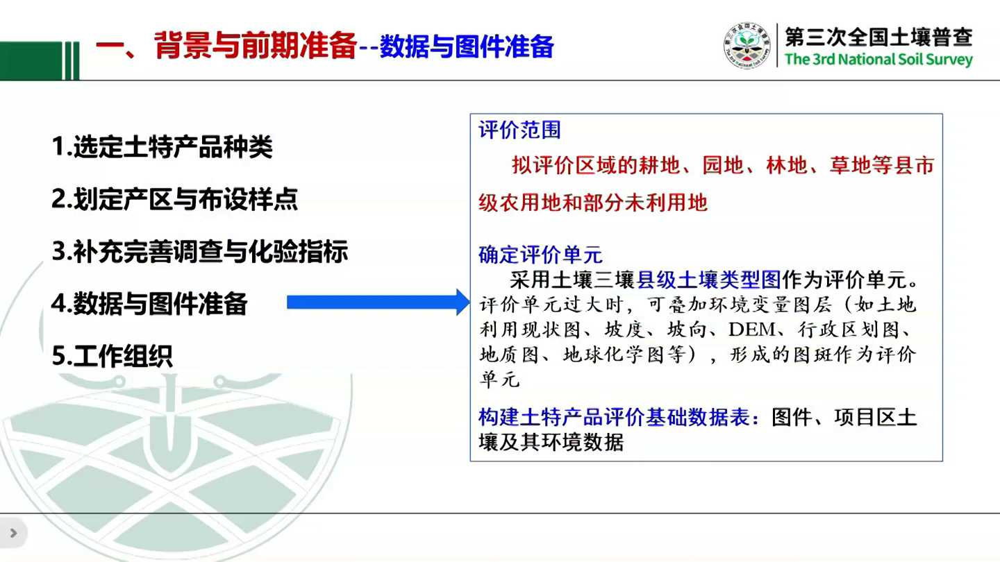 一、背景与前期准备--数据与图件准备
第三次全国土壤普查
The 3rd National Soil Survey
1.选定土特产品种类
2.划定产区与布设样点
3.补充完善调查与化验指标
4.数据与图件准备
5.工作组织
评价范围
拟评价区域的耕地、园地、林地、草地等县市
级农用地和部分未利用地
确定评价单元
采用土壤三壤县级土壤类型图作为评价单元。
评价单元过大时，可叠加环境变量图层（如土地
利用现状图、坡度、坡向、DEM、行政区划图、
地质图、地球化学图等），形成的图斑作为评价
单元
构建土特产品评价基础数据表：图件、项目区土
壤及其环境数据